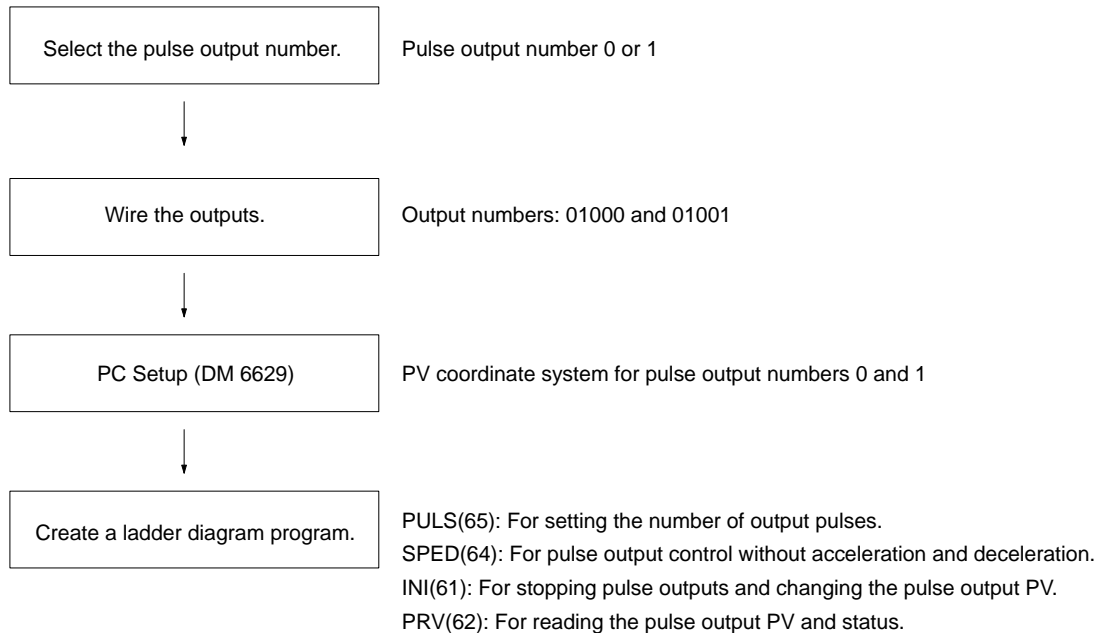 Select the pulse output number.
Pulse output number 0 or 1
Wire the outputs.
Output numbers: 01000 and 01001
PC Setup (DM 6629)
PV coordinate system for pulse output numbers 0 and 1
Create a ladder diagram program.
PULS(65): For setting the number of output pulses.
SPED(64): For pulse output control without acceleration and deceleration.
INI(61): For stopping pulse outputs and changing the pulse output PV.
PRV(62): For reading the pulse output PV and status.